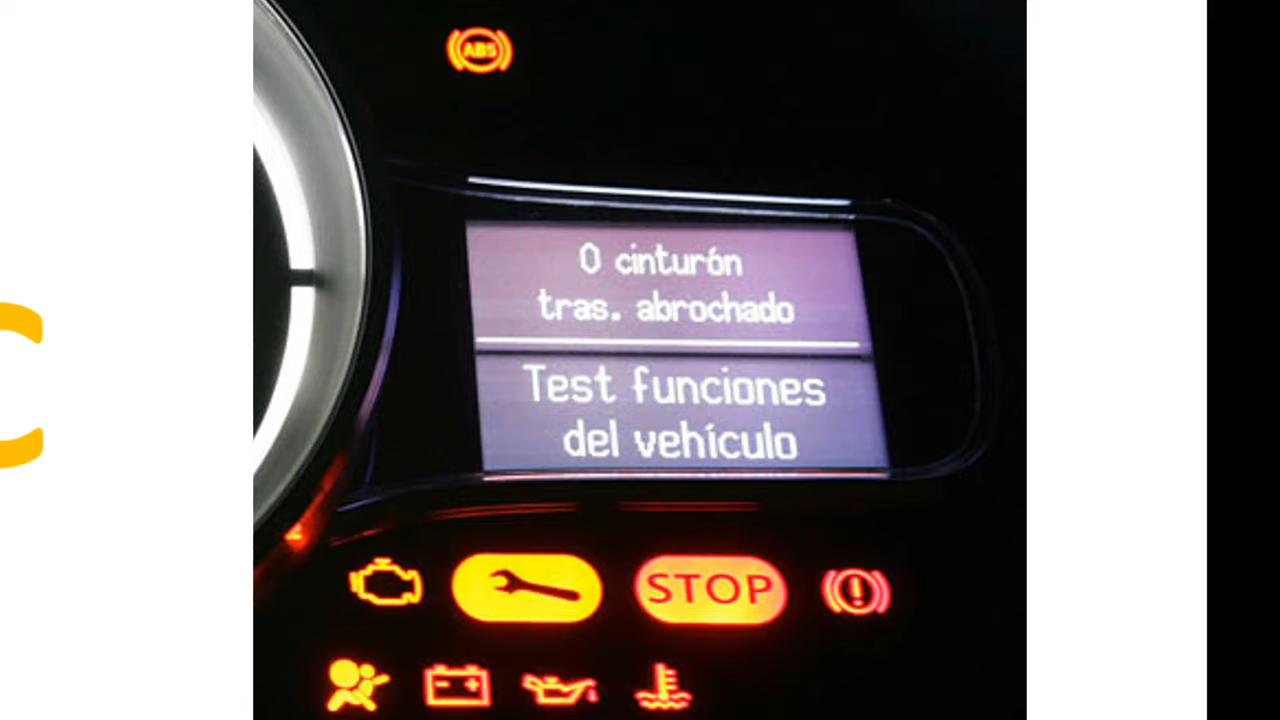 ABS
0 cinturón
tras. abrochado
Test funciones
del vehículo
STOP